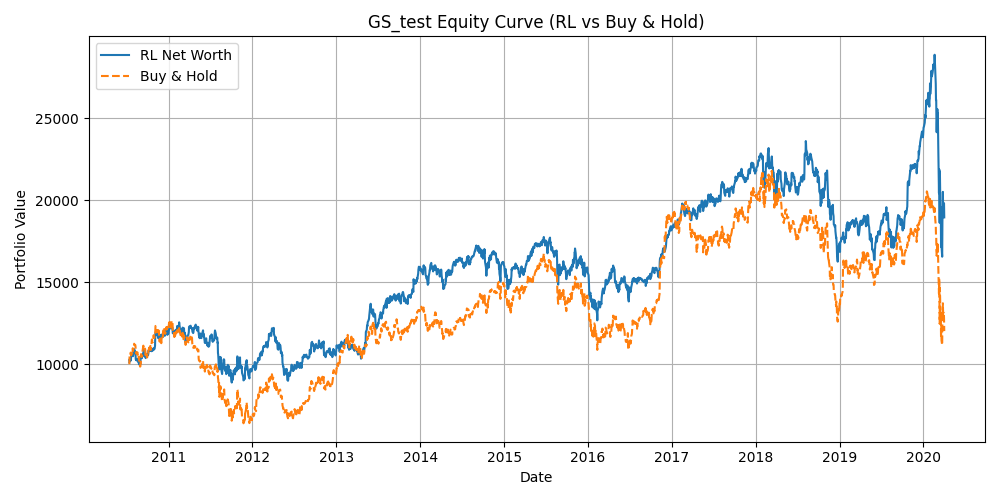 GS_test Equity Curve (RL vs Buy & Hold)
RL Net Worth
Buy & Hold
Portfolio Value
25000
20000
15000
10000
2011 2012 2013 2014 2015 2016 2017 2018 2019 2020
Date